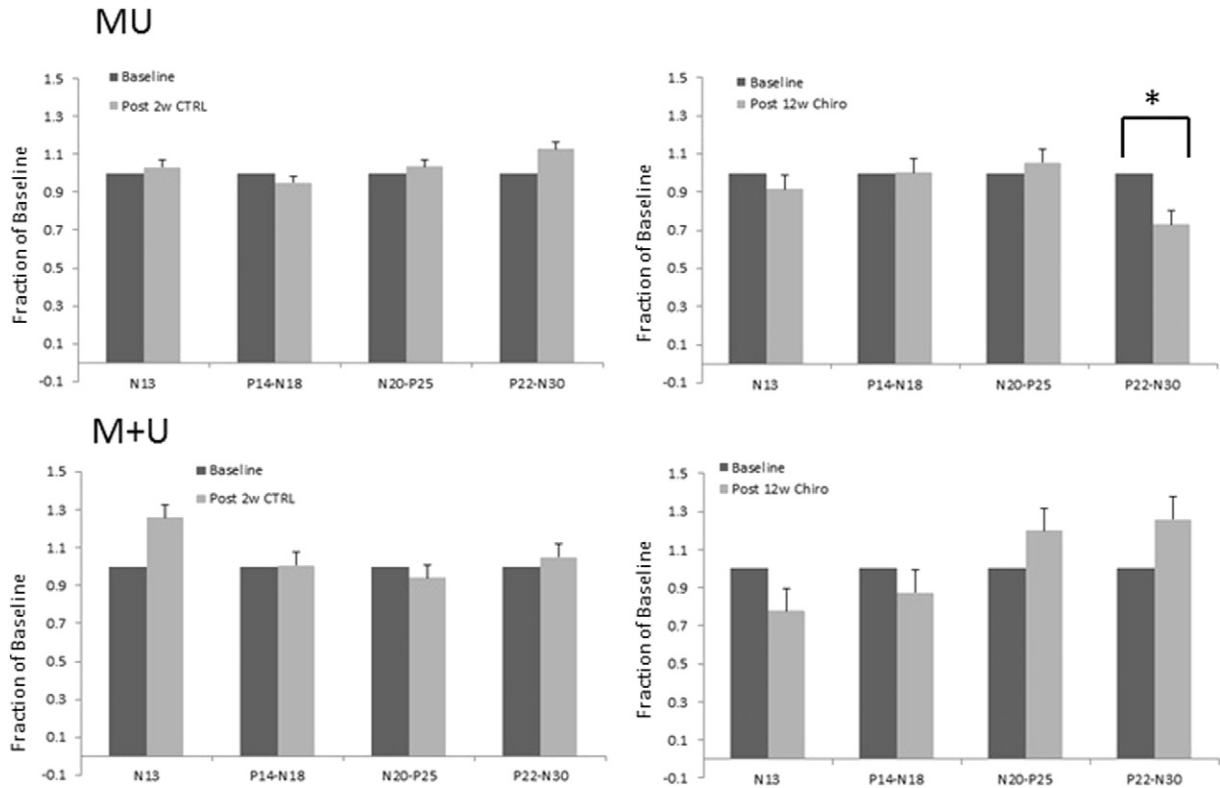 MU
Fraction of Baseline
1.5
1.3
1.1
0.9
0.7
0.5
0.3
0.1
-0.1
Baseline
Post 2w CTRL
N13 P14-N18 N20-P25 P22-N30
Fraction of Baseline
1.5
1.3
1.1
0.9
0.7
0.5
0.3
0.1
-0.1
Baseline
Post 12w Chiro
*
N13 P14-N18 N20-P25 P22-N30
M+U
Fraction of Baseline
1.5
1.3
1.1
0.9
0.7
0.5
0.3
0.1
-0.1
Baseline
Post 2w CTRL
N13 P14-N18 N20-P25 P22-N30
Fraction of Baseline
1.5
1.3
1.1
0.9
0.7
0.5
0.3
0.1
-0.1
Baseline
Post 12w Chiro
N13 P14-N18 N20-P25 P22-N30